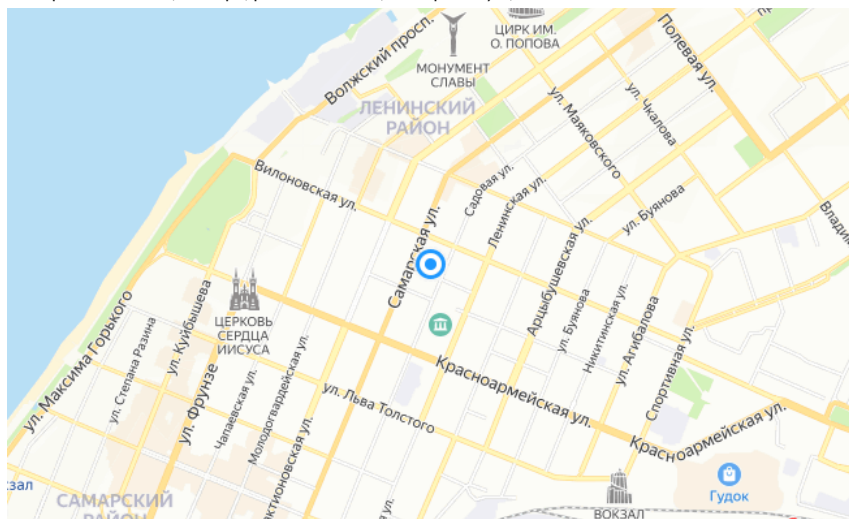 ЦИРК ИМ.
О. ПОПОВА
Волжский просп.
МОНУМЕНТ
СЛАВЫ
Полевая ул.
ЛЕНИНСКИЙ
РАЙОН
ул. Маяковского
ул. Чкалова
Вилоновская ул.
Садовая ул.
Ленинская ул.
ул. Буянова
Самарская ул.
Арцыбушевская ул.
ул. Максима Горького
ул. Куйбышева
ЦЕРКОВЬ
СЕРДЦА
ИИСУСА
ул. Степана Разина
ул. Фрунзе
Чапаевская ул.
Молодогвардейская ул.
ул. Буянова
Никитинская ул.
ул. Агибалова
Спортивная ул.
Красноармейская ул.
ул. Льва Толстого
Красноармейская ул.
САМАРСКИЙ
РАЙОН
ВОКЗАЛ
Гудок